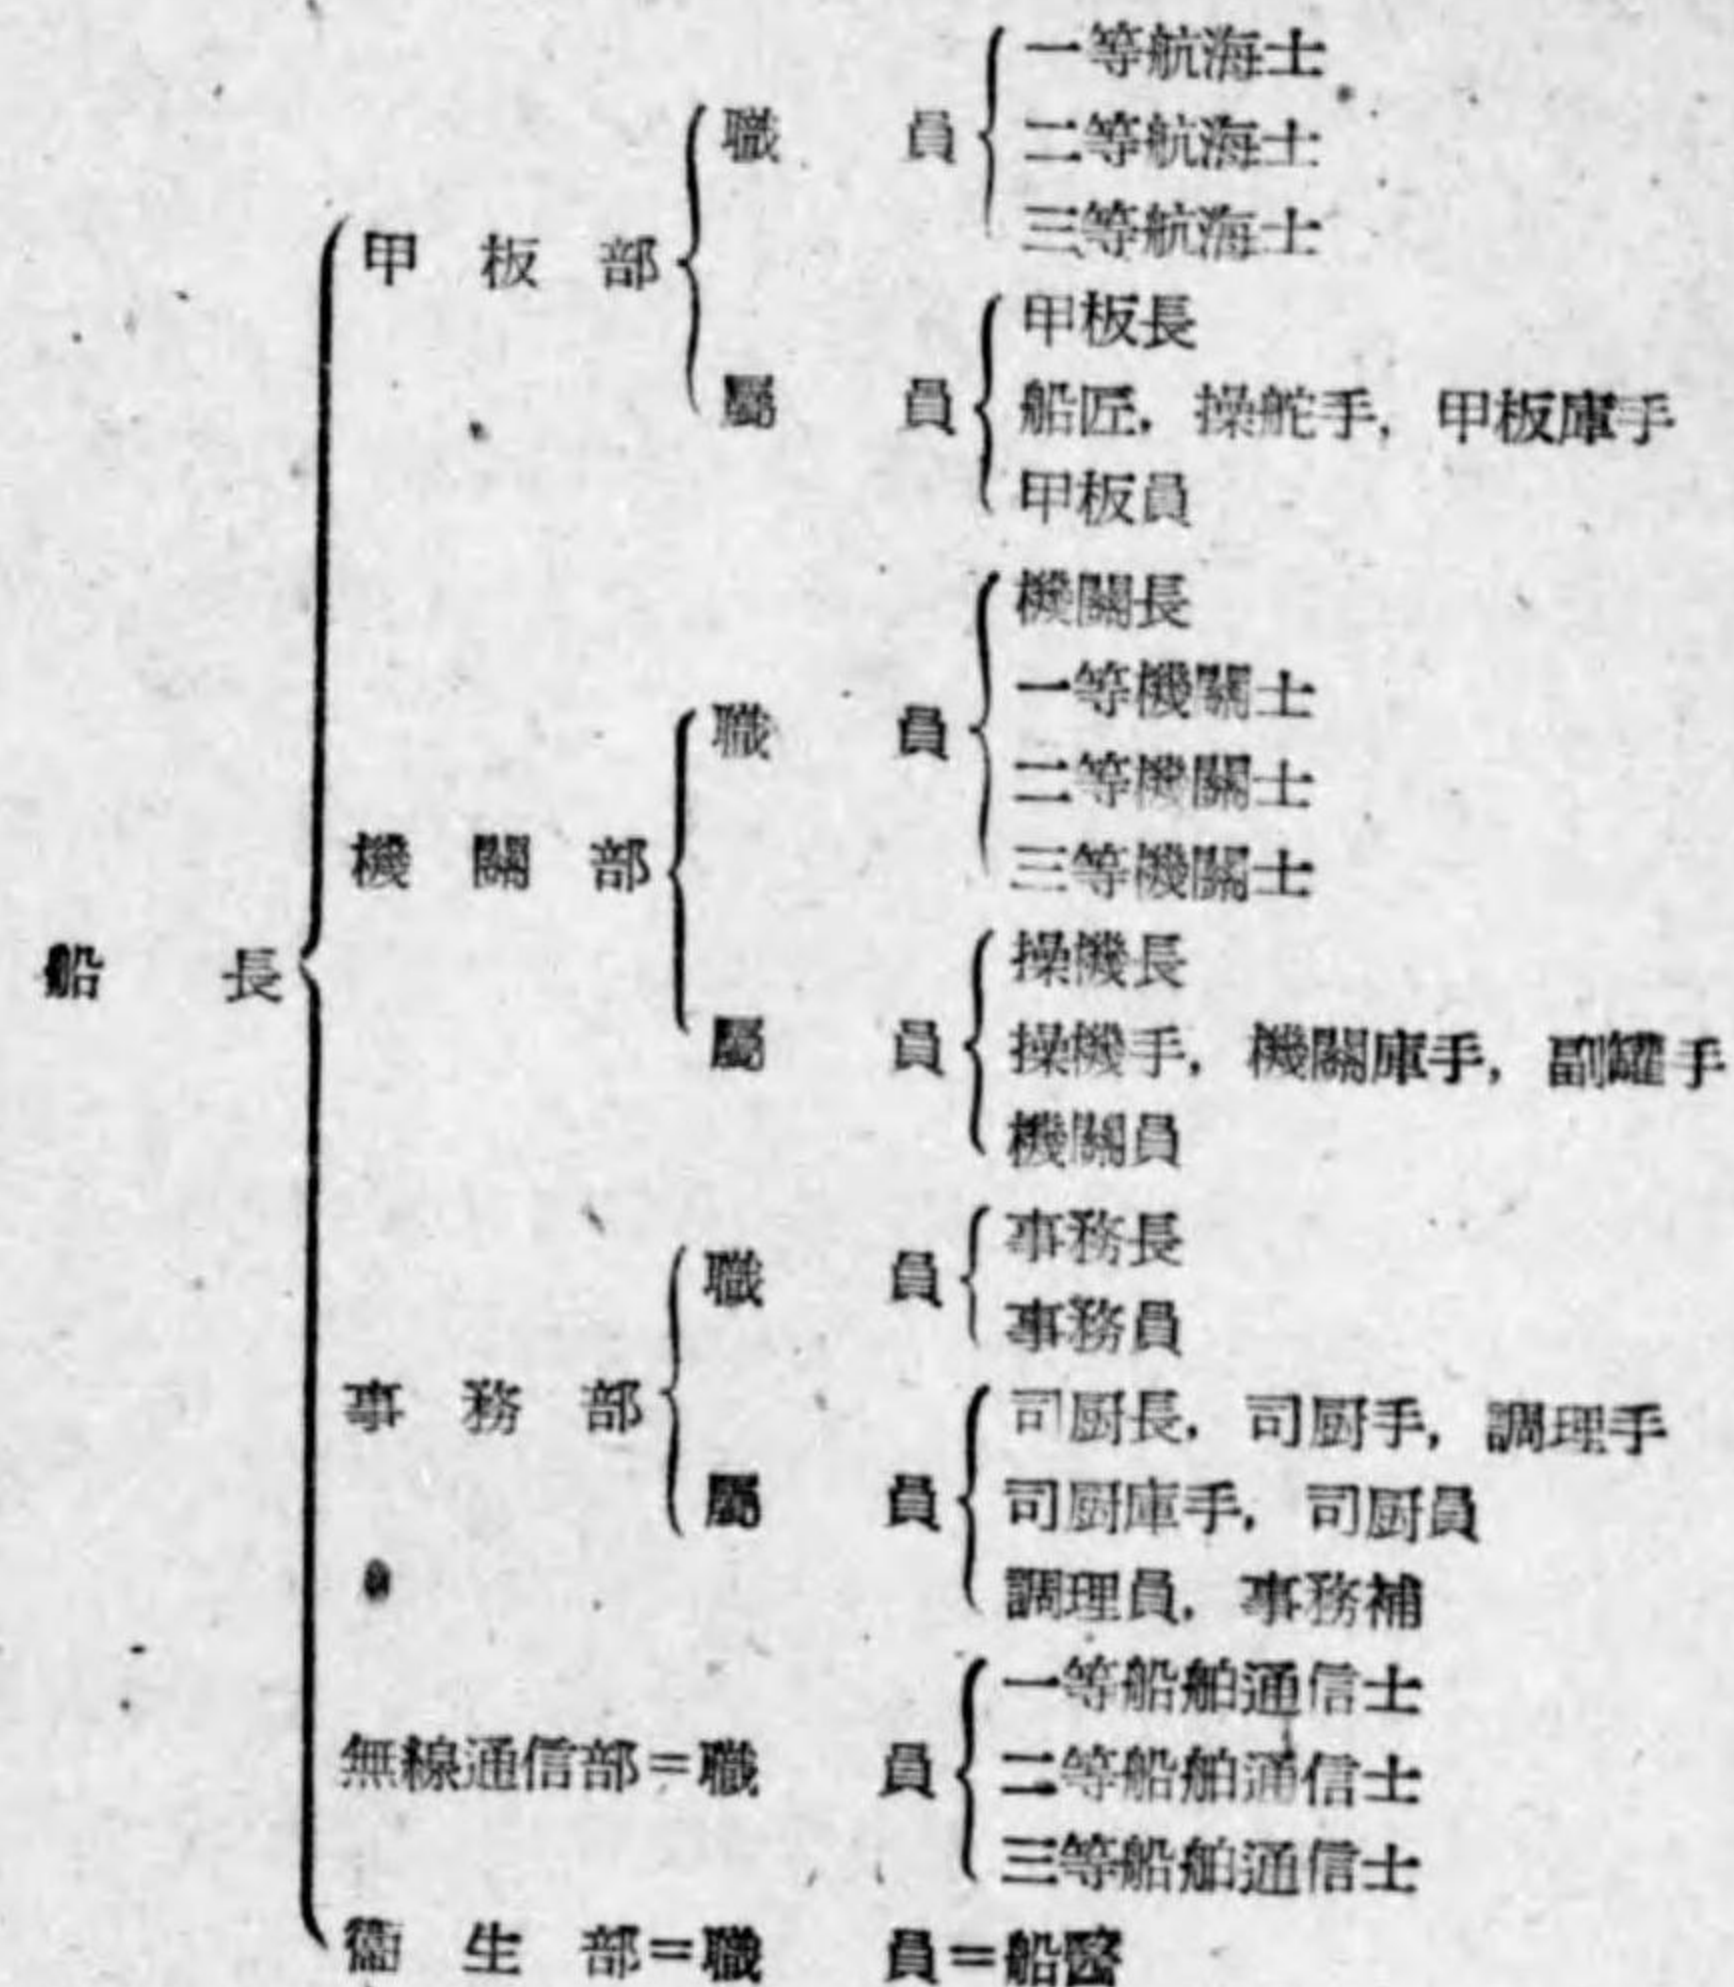 船長
甲板部
職員
一等航海士
二等航海士
三等航海士
屬員
甲板長
船匠，操舵手，甲板庫手
甲板員
機關部
職員
機關長
一等機關士
二等機關士
三等機關士
屬員
操機長
操機手，機關庫手，副罐手
機關員
事務部
職員
事務長
事務員
屬員
司厨長，司厨手，調理手
司厨庫手，司厨員
調理員，事務補
無線通信部＝職員
一等船舶通信士
二等船舶通信士
三等船舶通信士
衞生部＝職員＝船醫